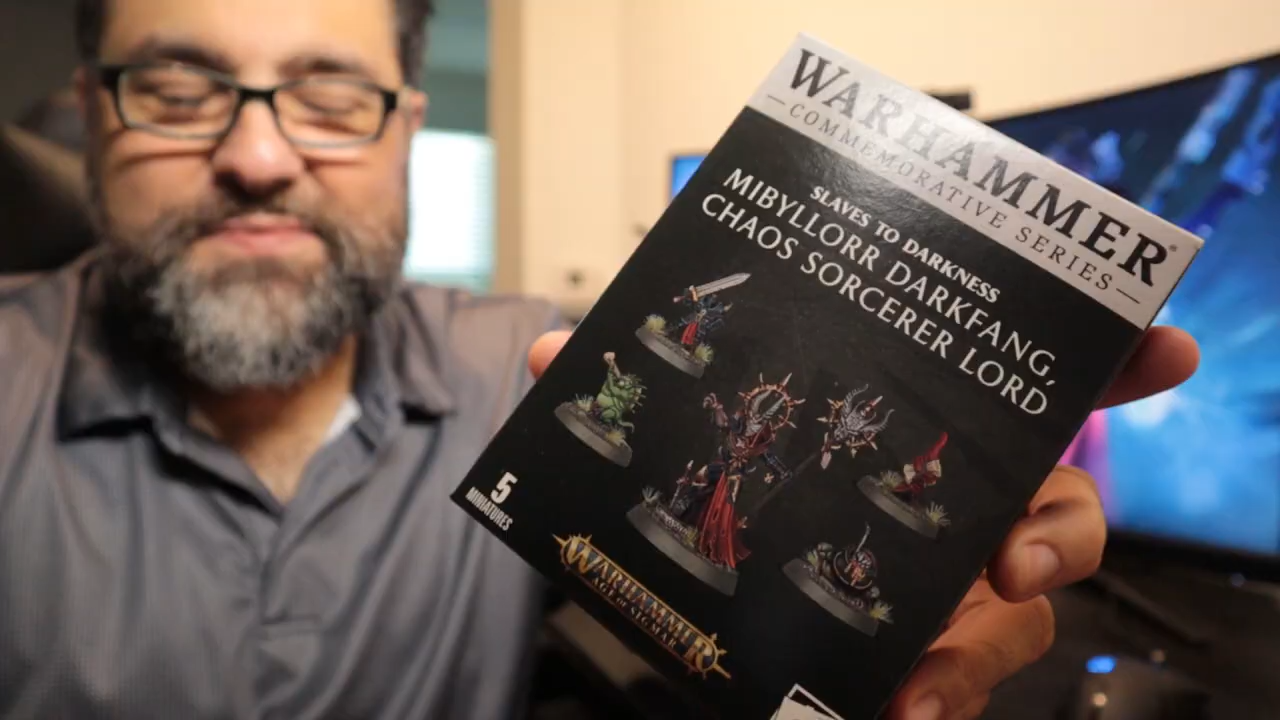 WARHAMMER®
— COMMEMORATIVE SERIES —
SLAVES TO DARKNESS
MIBYLLORR DARKFANG,
CHAOS SORCERER LORD
5
MINIATURES
WARHAMMER
AGE OF SIGMAR